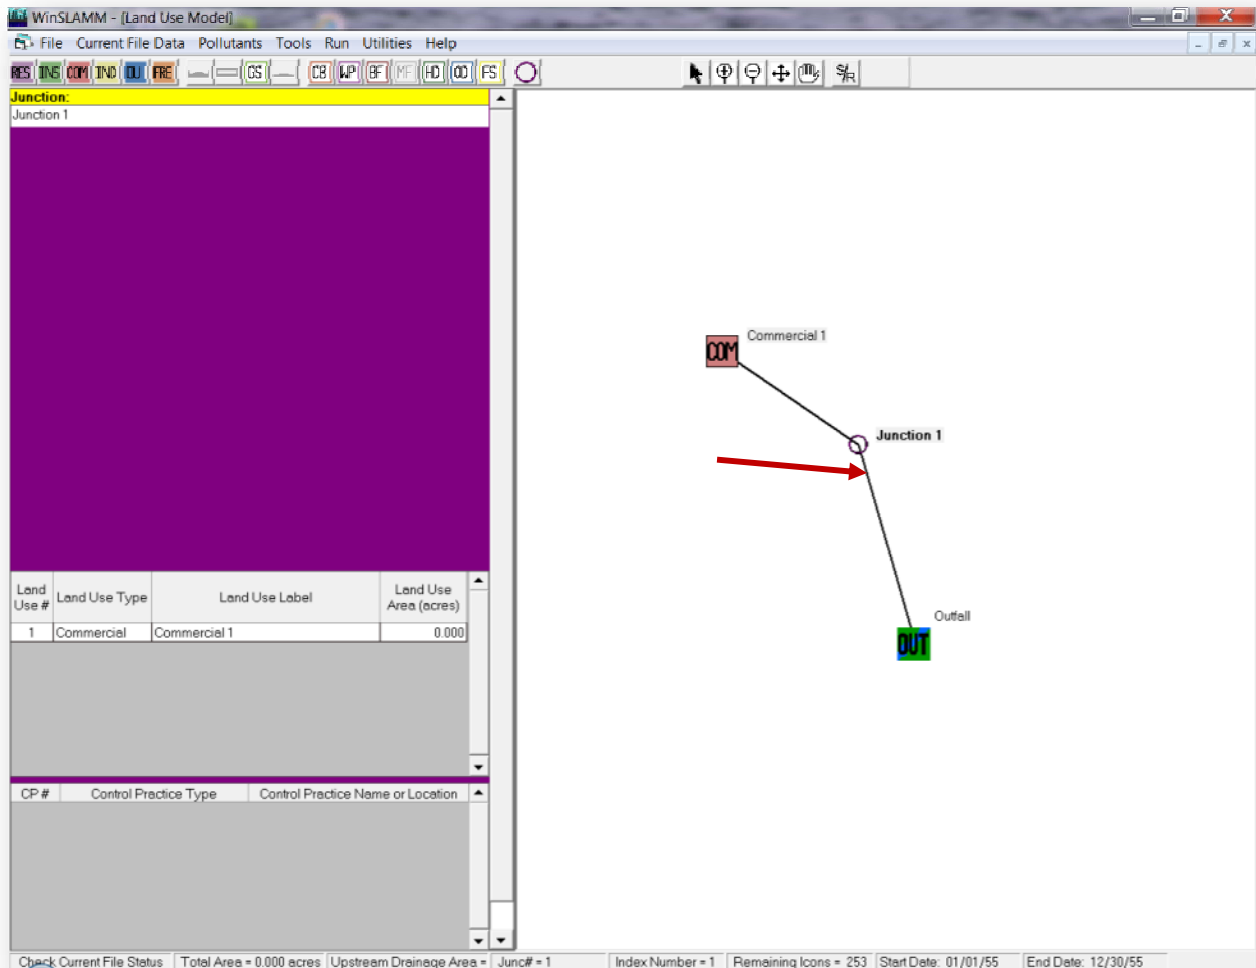 WinSLAMM - [Land Use Model]
File Current File Data Pollutants Tools Run Utilities Help
RES INS COM IND OU FRE GS CB WP BF MF HD OD FS S/R
Junction:
Junction 1
Commercial 1
COM
Junction 1
Outfall
OUT
Land Use # Land Use Type Land Use Label Land Use Area (acres)
1 Commercial Commercial 1 0.000
CP # Control Practice Type Control Practice Name or Location
Check Current File Status Total Area = 0.000 acres Upstream Drainage Area = Junc# = 1 Index Number = 1 Remaining Icons = 253 Start Date: 01/01/55 End Date: 12/30/55